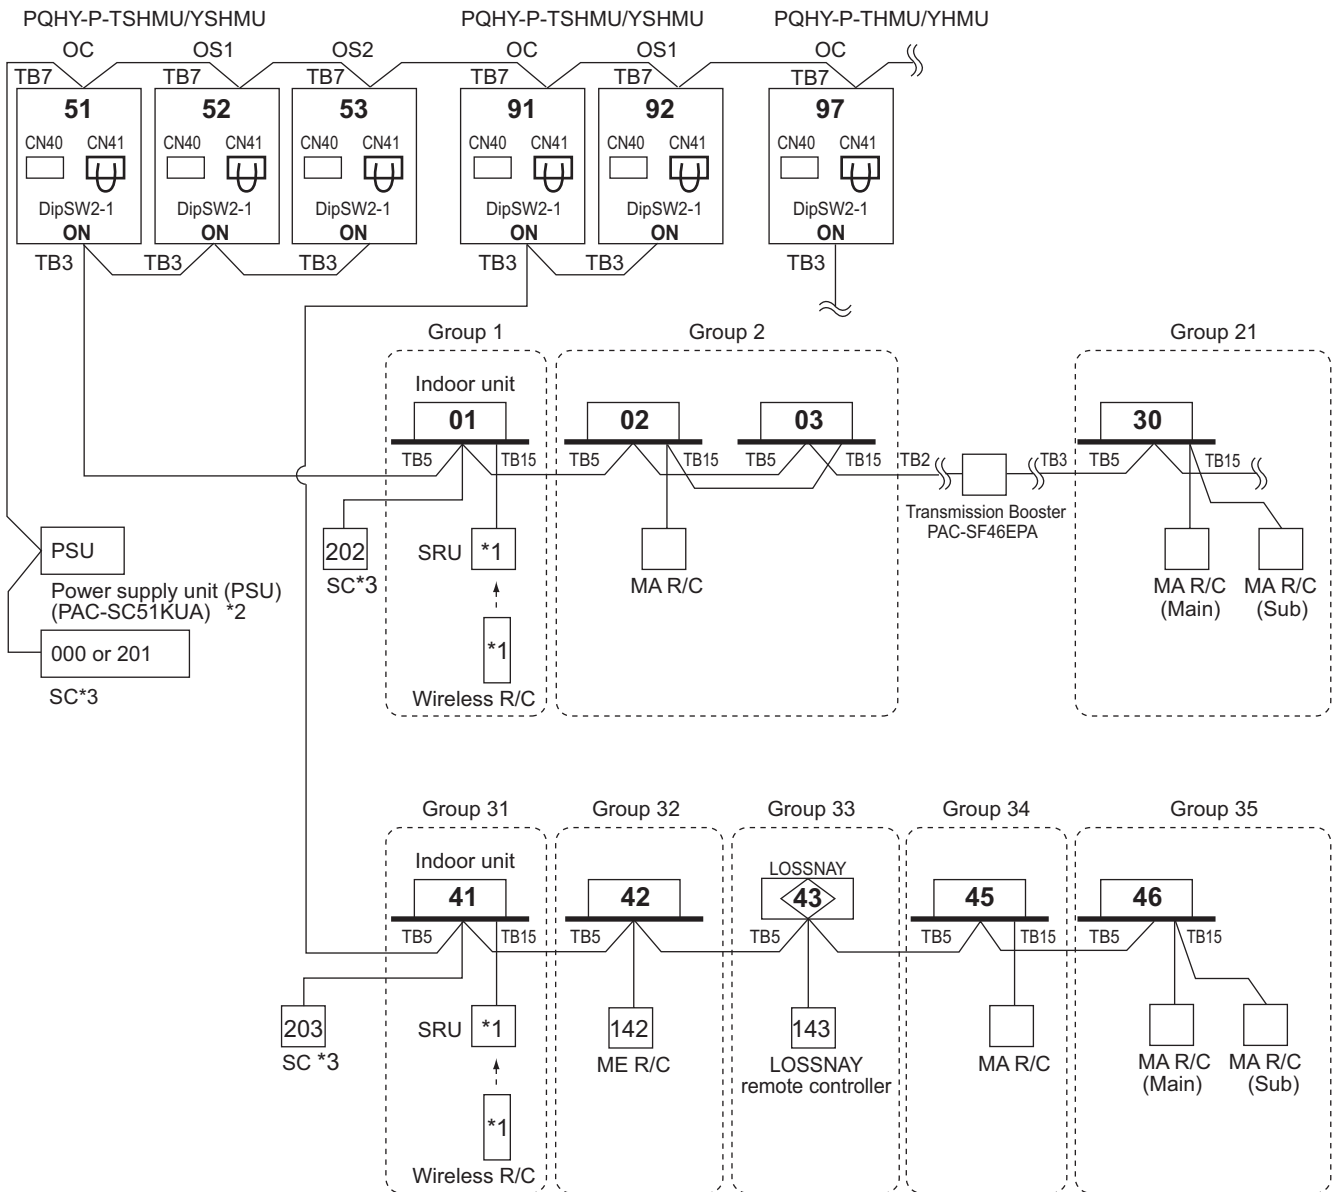 PQHY-P-TSHMU/YSHMU PQHY-P-TSHMU/YSHMU PQHY-P-THMU/YHMU
OC OS1 OS2 OC OS1 OC
TB7 TB7 TB7 TB7 TB7 TB7
51 52 53 91 92 97
CN40 CN41 CN40 CN41 CN40 CN41 CN40 CN41 CN40 CN41 CN40 CN41
DipSW2-1 DipSW2-1 DipSW2-1 DipSW2-1 DipSW2-1 DipSW2-1
ON ON ON ON ON ON
TB3 TB3 TB3 TB3 TB3 TB3
Group 1 Group 2 Group 21
Indoor unit
01 02 03 30
TB5 TB15 TB5 TB15 TB5 TB15 TB2 TB3 TB5 TB15
Transmission Booster
PAC-SF46EPA
202 SRU *1
SC*3 MA R/C MA R/C MA R/C
(Main) (Sub)
*1
Wireless R/C
PSU
Power supply unit (PSU)
(PAC-SC51KUA) *2
000 or 201
SC*3
Group 31 Group 32 Group 33 Group 34 Group 35
Indoor unit LOSSNAY
41 42 43 45 46
TB5 TB15 TB5 TB5 TB5 TB15 TB5 TB15
203 SRU *1 142 143
SC *3 ME R/C LOSSNAY MA R/C MA R/C MA R/C
remote controller (Main) (Sub)
*1
Wireless R/C